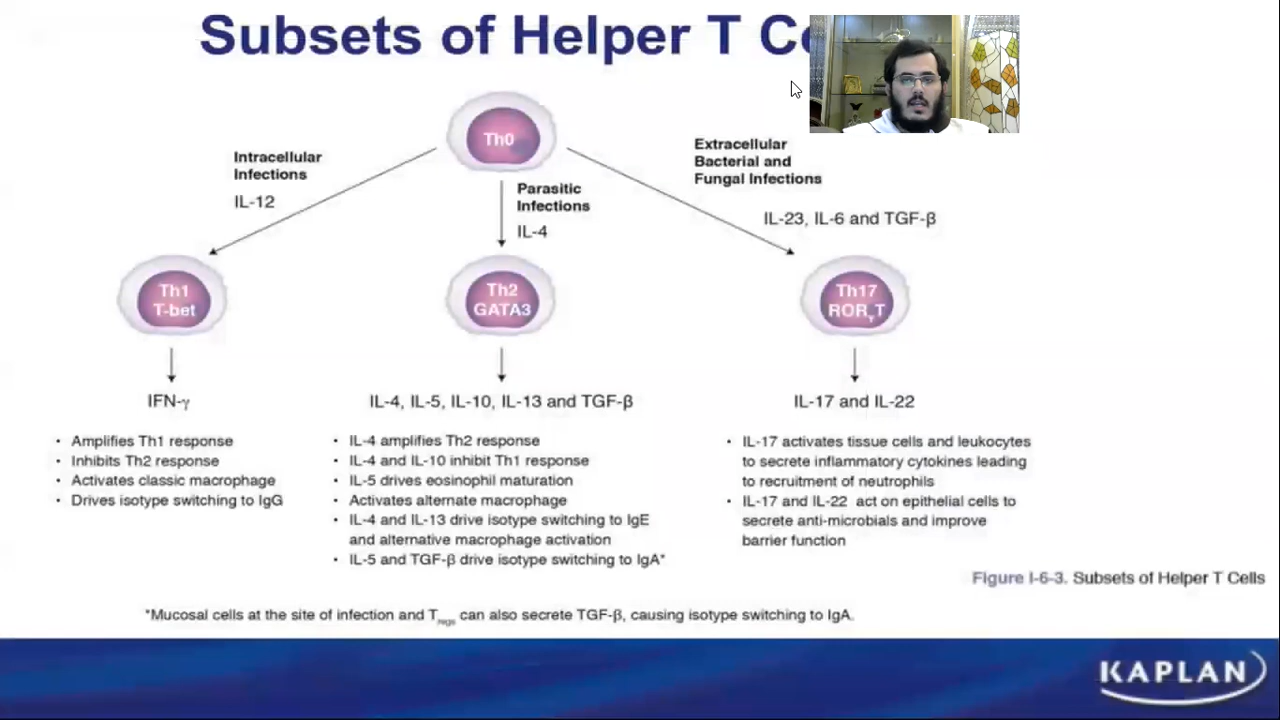 Subsets of Helper T
Th0
Intracellular
Infections
IL-12
Parasitic
Infections
IL-4
Extracellular
Bacterial and
Fungal Infections
IL-23, IL-6 and TGF-β
Th1
T-bet
Th2
GATA3
Th17
RORγT
IFN-γ
• Amplifies Th1 response
• Inhibits Th2 response
• Activates classic macrophage
• Drives isotype switching to IgG
IL-4, IL-5, IL-10, IL-13 and TGF-β
• IL-4 amplifies Th2 response
• IL-4 and IL-10 inhibit Th1 response
• IL-5 drives eosinophil maturation
• Activates alternate macrophage
• IL-4 and IL-13 drive isotype switching to IgE
and alternative macrophage activation
• IL-5 and TGF-β drive isotype switching to IgA*
IL-17 and IL-22
• IL-17 activates tissue cells and leukocytes
to secrete inflammatory cytokines leading
to recruitment of neutrophils
• IL-17 and IL-22 act on epithelial cells to
secrete anti-microbials and improve
barrier function
Figure I-6-3. Subsets of Helper T Cells
*Mucosal cells at the site of infection and Tregs can also secrete TGF-β, causing isotype switching to IgA.
KAPLAN